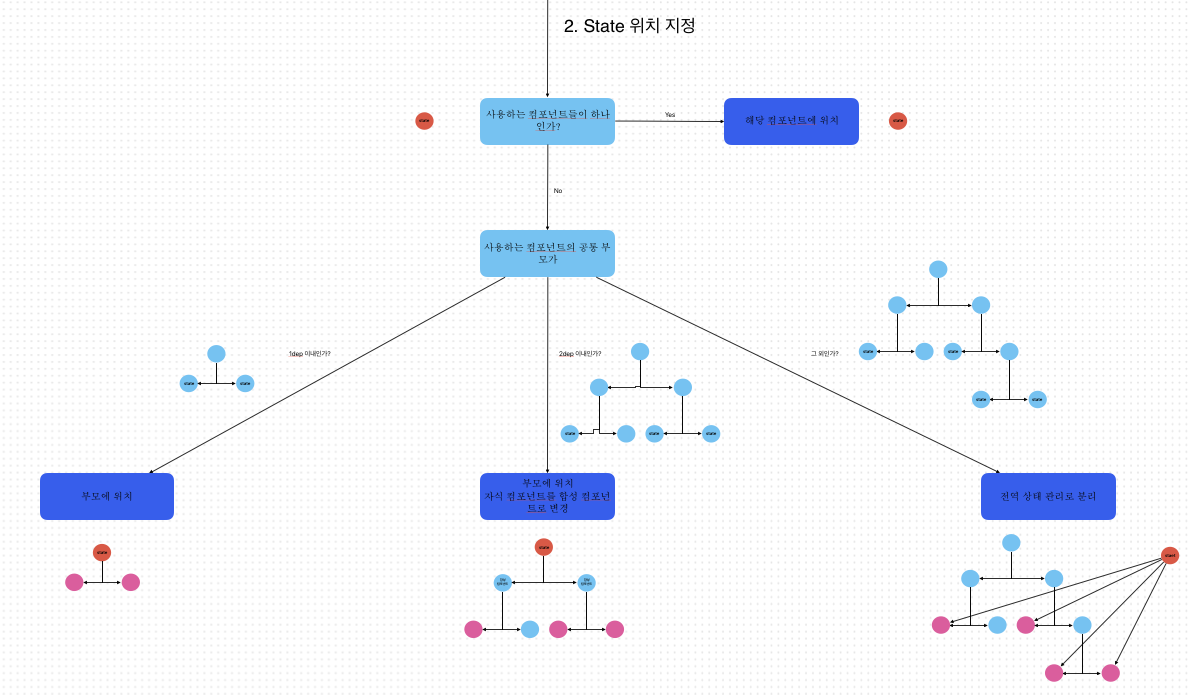 2. State 위치 지정
state
사용하는 컴포넌트들이 하나
인가?
Yes
해당 컴포넌트에 위치
state
No
사용하는 컴포넌트의 공통 부
모가
1dep 이내인가?
2dep 이내인가?
그 외인가?
state
state
state
state
state
state
state
state
state
부모에 위치
부모에 위치
자식 컴포넌트를 합성 컴포넌
트로 변경
전역 상태 관리로 분리
state
state